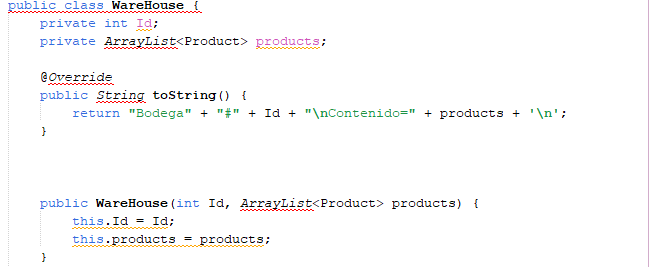 public class WareHouse {
private int Id;
private ArrayList<Product> products;
@Override
public String toString() {
return "Bodega" + "#" + Id + "\nContenido=" + products + '\n';
}
public WareHouse(int Id, ArrayList<Product> products) {
this.Id = Id;
this.products = products;
}